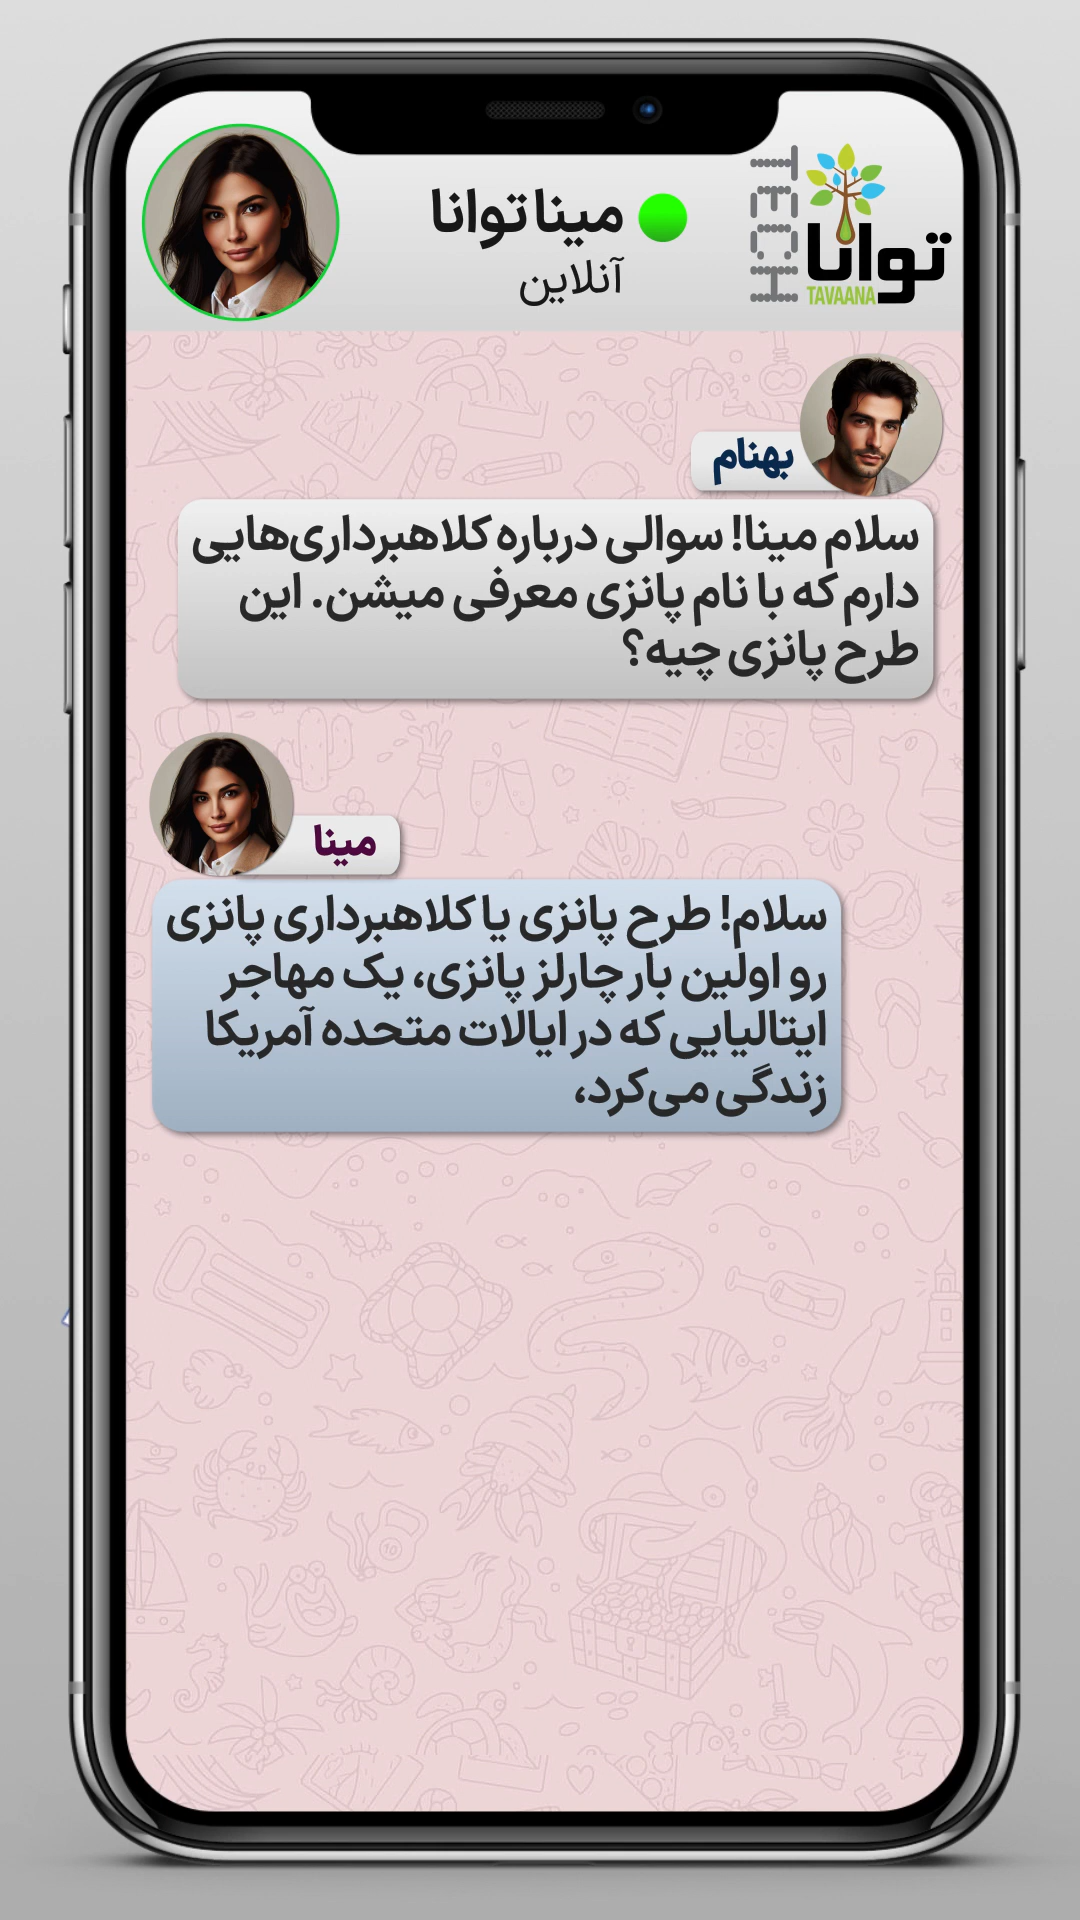 مینا توانا
آنلاین
TECH
توانا
TAVAANA
بهنام
سلام مینا! سوالی درباره کلاهبرداری‌هایی
دارم که با نام پانزی معرفی میشن. این
طرح پانزی چیه؟
مینا
سلام! طرح پانزی یا کلاهبرداری پانزی
رو اولین بار چارلز پانزی، یک مهاجر
ایتالیایی که در ایالات متحده آمریکا
زندگی می‌کرد،
10